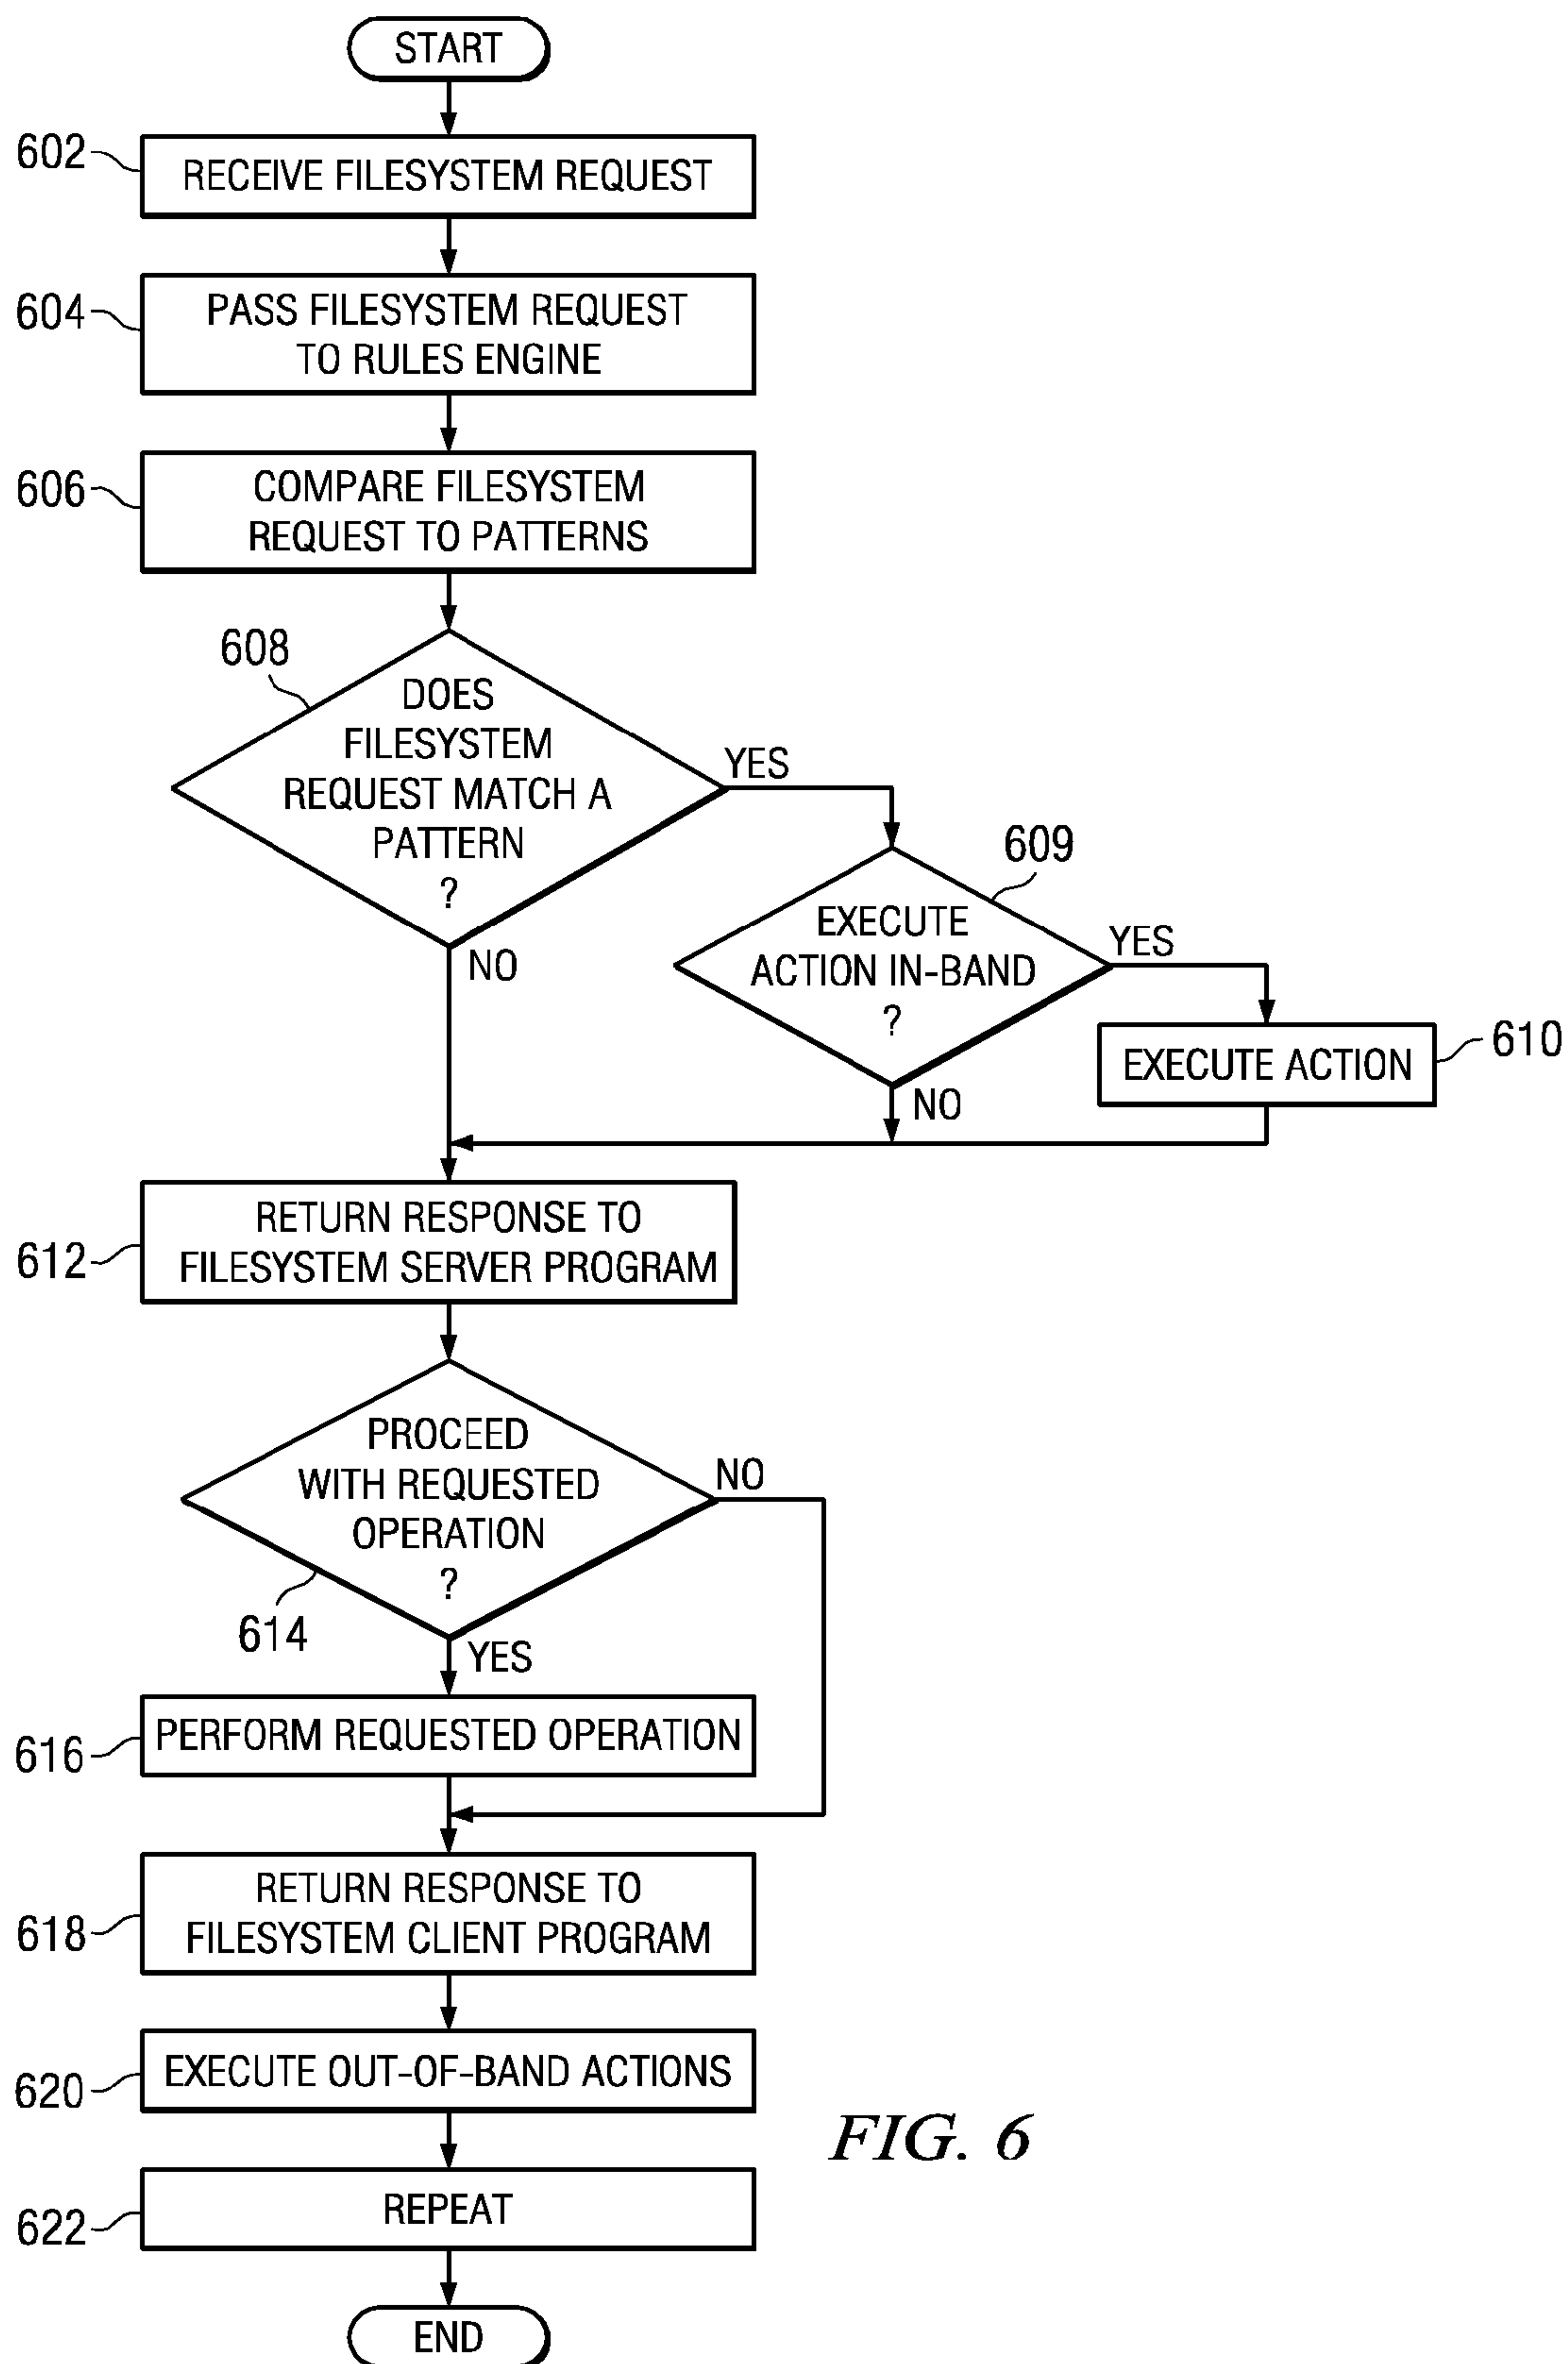 START
602
RECEIVE FILESYSTEM REQUEST
604
PASS FILESYSTEM REQUEST
TO RULES ENGINE
606
COMPARE FILESYSTEM
REQUEST TO PATTERNS
608
DOES
FILESYSTEM
REQUEST MATCH A
PATTERN
?
YES
NO
609
EXECUTE
ACTION IN-BAND
?
YES
NO
610
EXECUTE ACTION
612
RETURN RESPONSE TO
FILESYSTEM SERVER PROGRAM
PROCEED
WITH REQUESTED
OPERATION
?
NO
614
YES
616
PERFORM REQUESTED OPERATION
618
RETURN RESPONSE TO
FILESYSTEM CLIENT PROGRAM
620
EXECUTE OUT-OF-BAND ACTIONS
FIG. 6
622
REPEAT
END